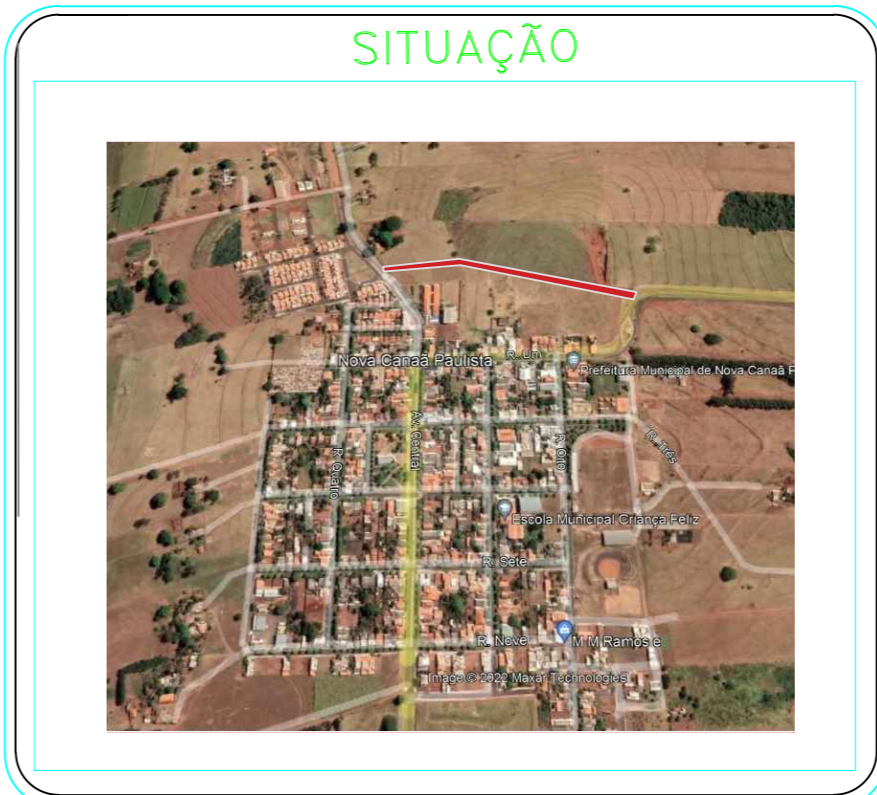 SITUAÇÃO
Nova Canaã Paulista
R. Um
Prefeitura Municipal de Nova Canaã P
Av. Central
R. Quatro
R. Oito
R. Três
Escola Municipal Criança Feliz
R. Sete
R. Nove
M M Ramos e
Image © 2022 Maxar Technologies